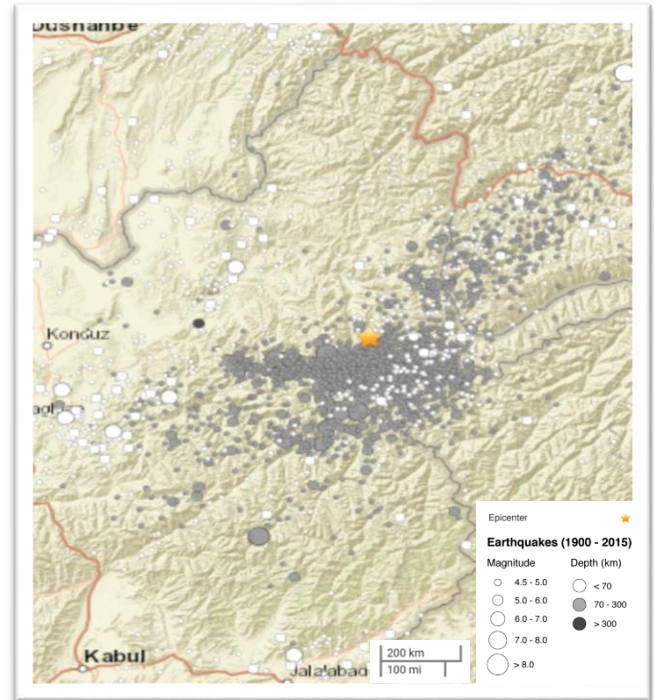 Dushanbe
Konduz
Kabul
Jalalabad
200 km
100 mi
Epicenter
Earthquakes (1900 - 2015)
Magnitude
Depth (km)
4.5 - 5.0
5.0 - 6.0
6.0 - 7.0
7.0 - 8.0
> 8.0
< 70
70 - 300
> 300